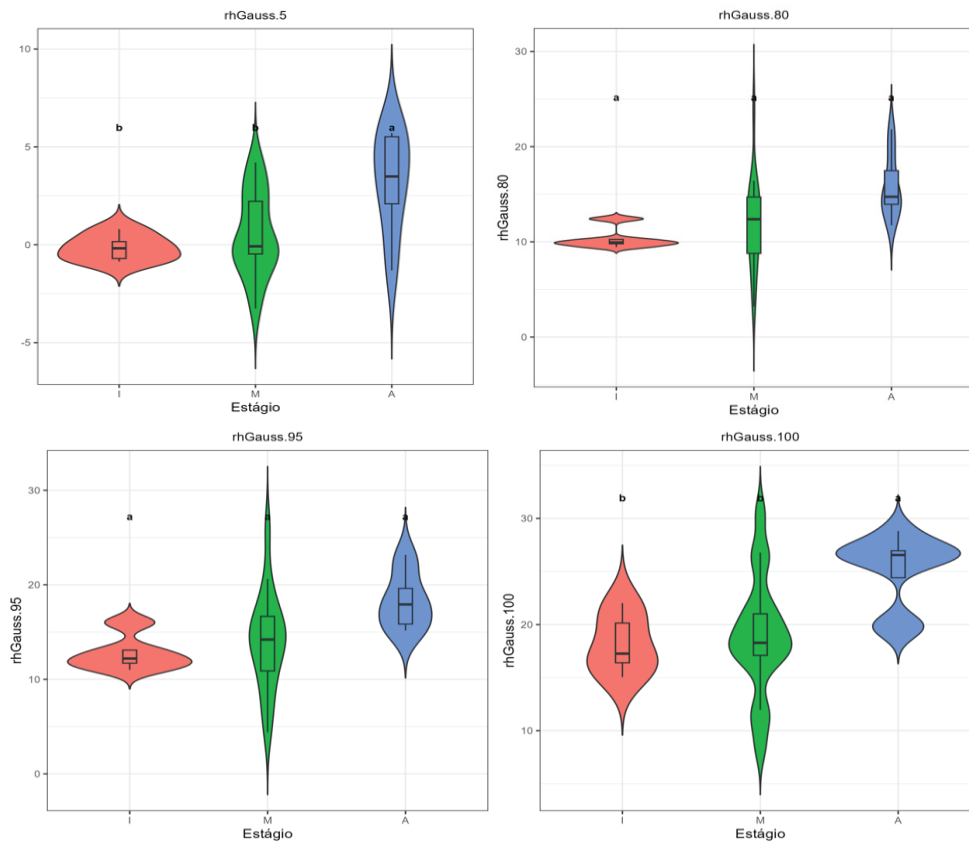 rhGauss.5
10
5
0
-5
b
b
a
I
M
A
Estágio
rhGauss.80
rhGauss.80
30
20
10
0
a
a
a
I
M
A
Estágio
rhGauss.95
rhGauss.95
30
20
10
0
a
a
a
I
M
A
Estágio
rhGauss.100
rhGauss.100
30
20
10
b
b
a
I
M
A
Estágio